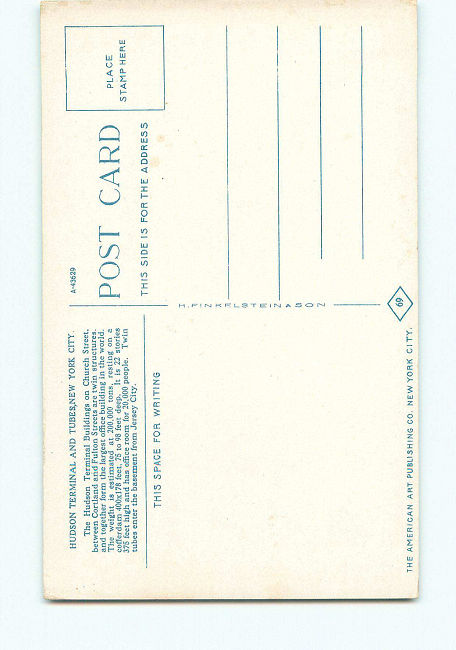 HUDSON TERMINAL AND TUBES, NEW YORK CITY.
The Hudson Terminal Buildings on Church Street,
between Cortland and Fulton Streets are twin structures,
and together form the largest office building in the world.
The weight is estimated at 200,000 tons, resting on a
cofferdam 400x178 feet, 75 to 98 feet deep. It is 22 stories
375 feet high and has office room for 20,000 people. Twin
tubes enter the basement from Jersey City.
THIS SPACE FOR WRITING
A-43629
POST CARD
THIS SIDE IS FOR THE ADDRESS
PLACE
STAMP HERE
H. FINKELSTEIN & SON
69
THE AMERICAN ART PUBLISHING CO. NEW YORK CITY.